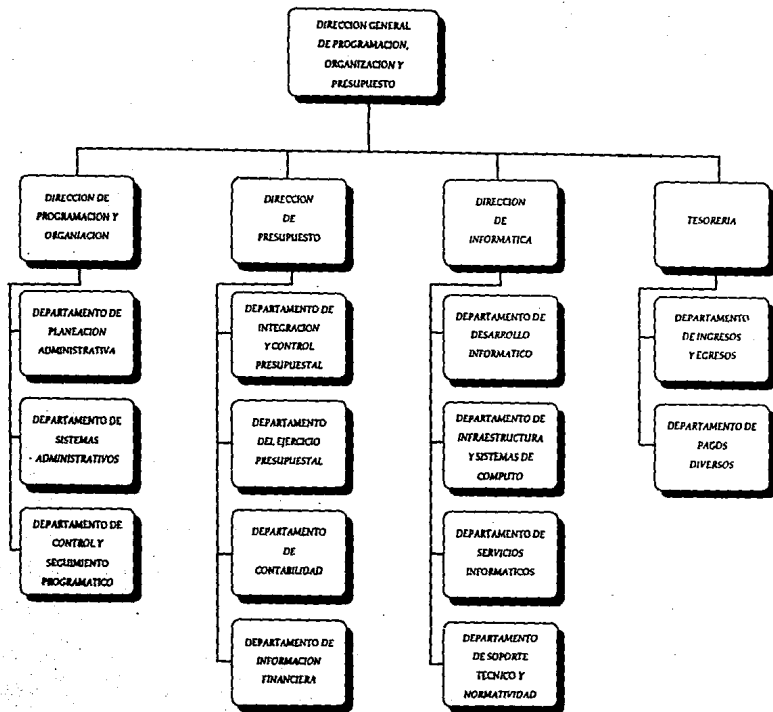 DIRECCION GENERAL
DE PROGRAMACION,
ORGANIZACION Y
PRESUPUESTO
DIRECCION DE
PROGRAMACION Y
ORGANIACION
DEPARTAMENTO DE
PLANEACION
ADMINISTRATIVA
DEPARTAMENTO DE
SISTEMAS
ADMINISTRATIVOS
DEPARTAMENTO DE
CONTROL Y
SEGUIMIENTO
PROGRAMATICO
DIRECCION
DE
PRESUPUESTO
DEPARTAMENTO DE
INTEGRACION
Y CONTROL
PRESUPUESTAL
DEPARTAMENTO
DEL EJERCICIO
PRESUPUESTAL
DEPARTAMENTO
DE
CONTABILIDAD
DEPARTAMENTO DE
INFORMACION
FINANCIERA
DIRECCION
DE
INFORMATICA
DEPARTAMENTO DE
DESARROLLO
INFORMATICO
DEPARTAMENTO DE
INFRAESTRUCTURA
Y SISTEMAS DE
COMPUTO
DEPARTAMENTO DE
SERVICIOS
INFORMATICOS
DEPARTAMENTO
DE SOPORTE
TECNICO Y
NORMATIVIDAD
TESORERIA
DEPARTAMENTO
DE INGRESOS
Y EGRESOS
DEPARTAMENTO DE
PAGOS
DIVERSOS